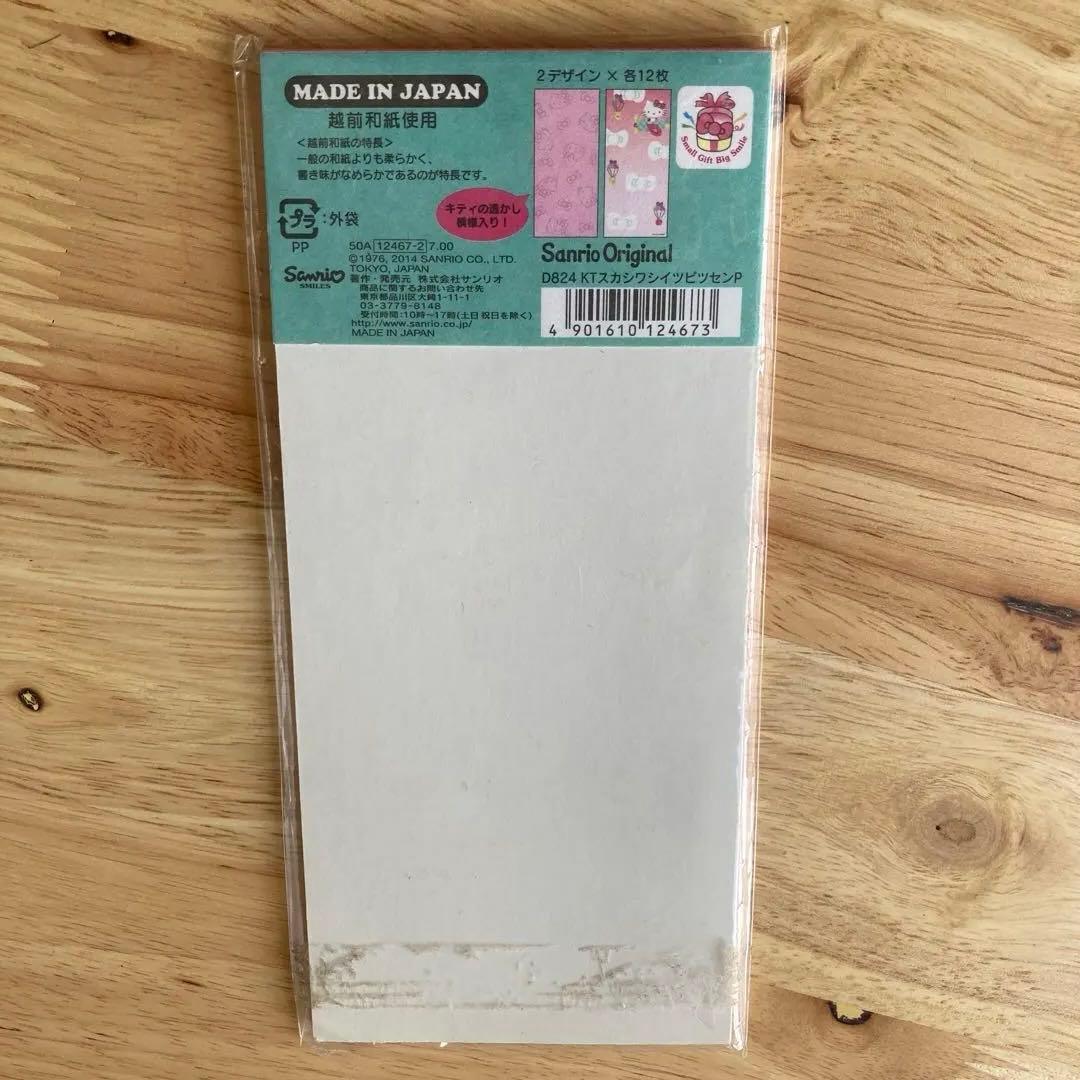 MADE IN JAPAN
越前和紙使用
<越前和紙の特長>
一般の和紙よりも柔らかく、
書き味がなめらかであるのが特長です。
プラ:外袋
PP
2デザイン × 各12枚
キティの透かし
模様入り!
Small Gift Big Smile
50A 12467-2 7.00
©1976, 2014 SANRIO CO., LTD.
TOKYO, JAPAN
Sanrio
SMILES
著作・発売元 株式会社サンリオ
商品に関するお問い合わせ先
東京都品川区大崎1-11-1
03-3779-8148
受付時間:10時〜17時(土日祝日を除く)
http://www.sanrio.co.jp/
MADE IN JAPAN
Sanrio Original
D824 KTスカシワシイツピツセンP
4 901610 124673